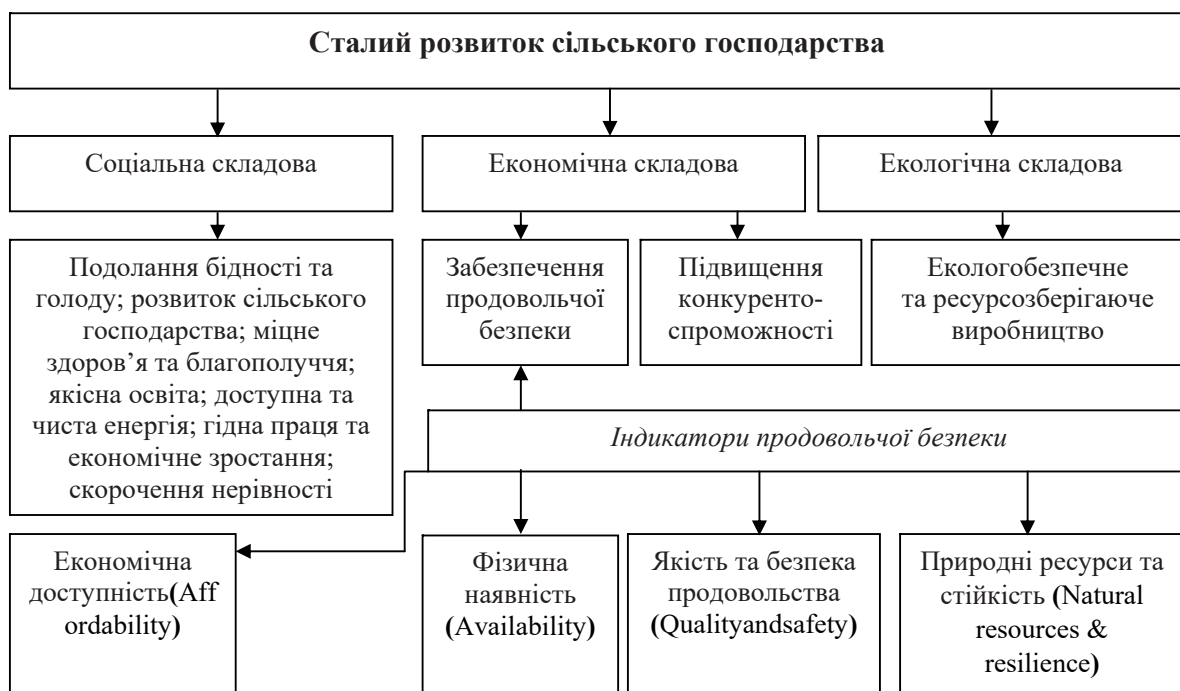 Сталий розвиток сільського господарства
Соціальна складова
Економічна складова
Екологічна складова
Подолання бідності та
голоду; розвиток сільського
господарства; міцне
здоров’я та благополуччя;
якісна освіта; доступна та
чиста енергія; гідна праця та
економічне зростання;
скорочення нерівності
Забезпечення
продовольчої
безпеки
Підвищення
конкуренто-
спроможності
Екологобезпечне
та ресурсозберігаюче
виробництво
Індикатори продовольчої безпеки
Економічна
доступність(Aff
ordability)
Фізична
наявність
(Availability)
Якість та безпека
продовольства
(Qualityandsafety)
Природні ресурси та
стійкість (Natural
resources &
resilience)